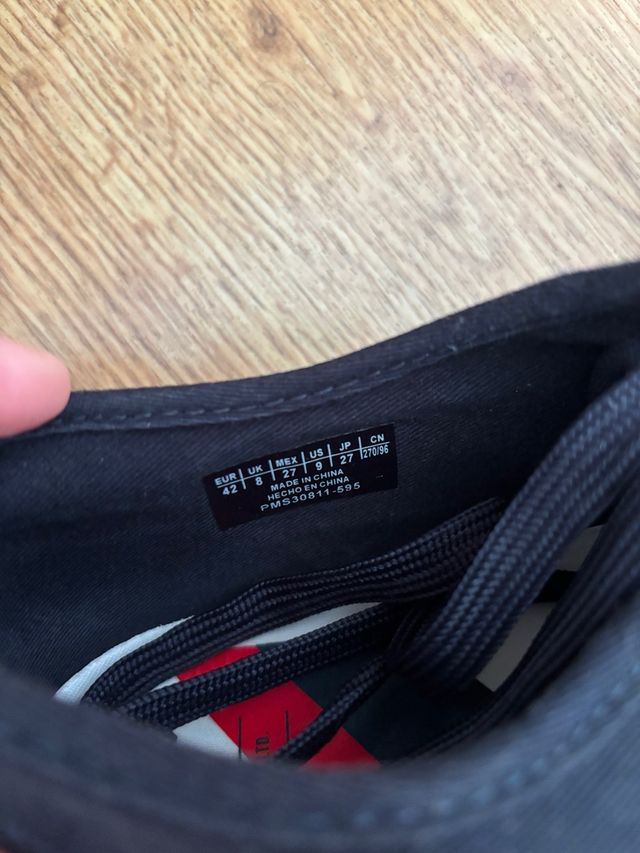 EUR UK MEX US JP CN
42 8 27 9 27 270/96
MADE IN CHINA
HECHO EN CHINA
PMS30811-595
LTD.